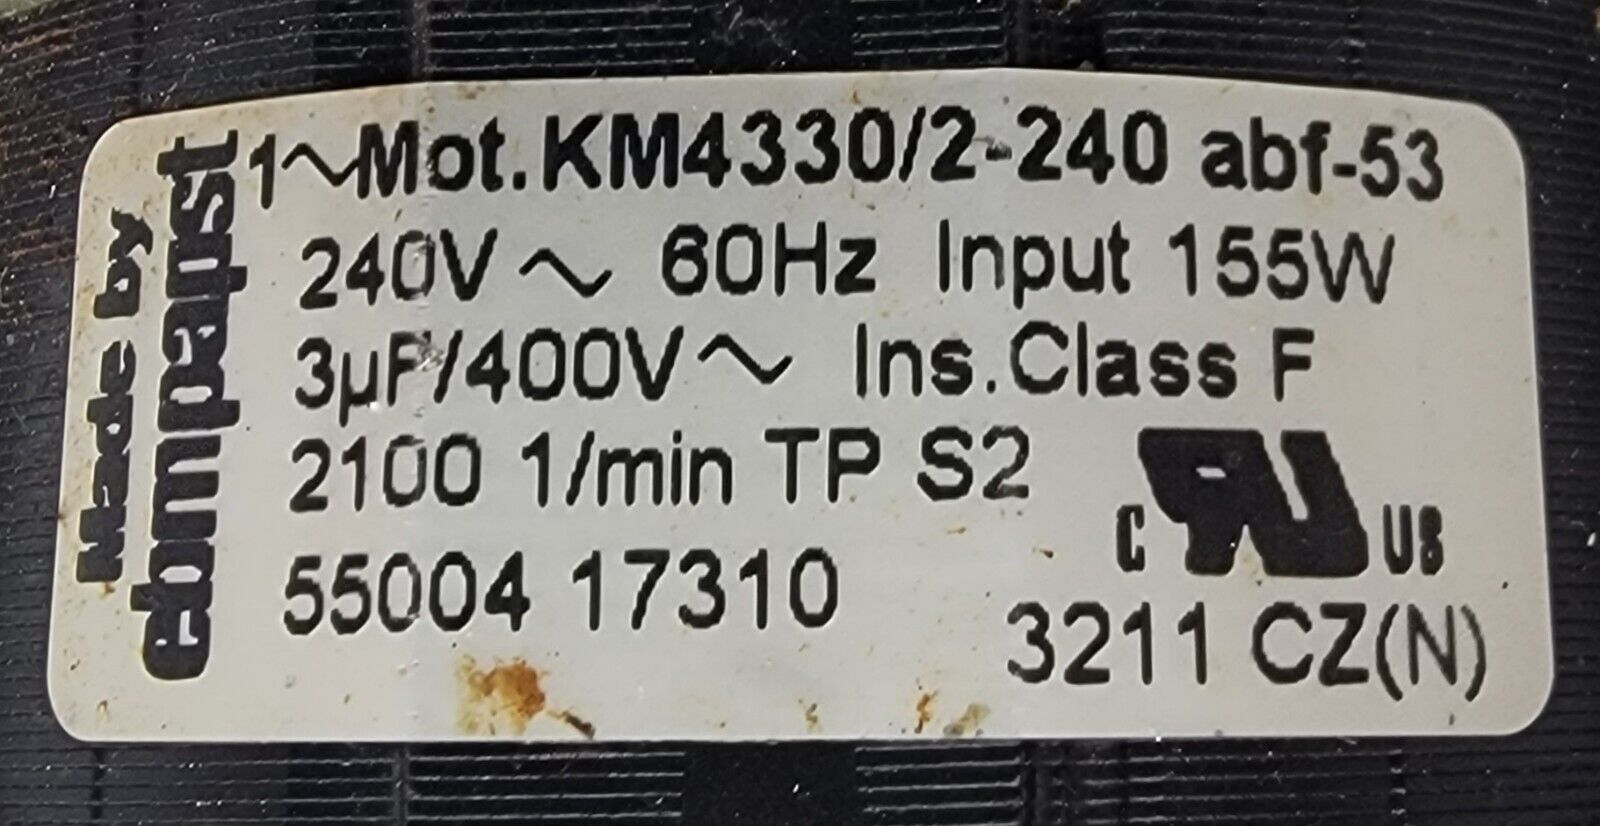 Made by
ebmpapst
1~Mot.KM4330/2-240 abf-53
240V~ 60Hz Input 155W
3µF/400V~ Ins.Class F
2100 1/min TP S2
55004 17310
C RU US
3211 CZ(N)